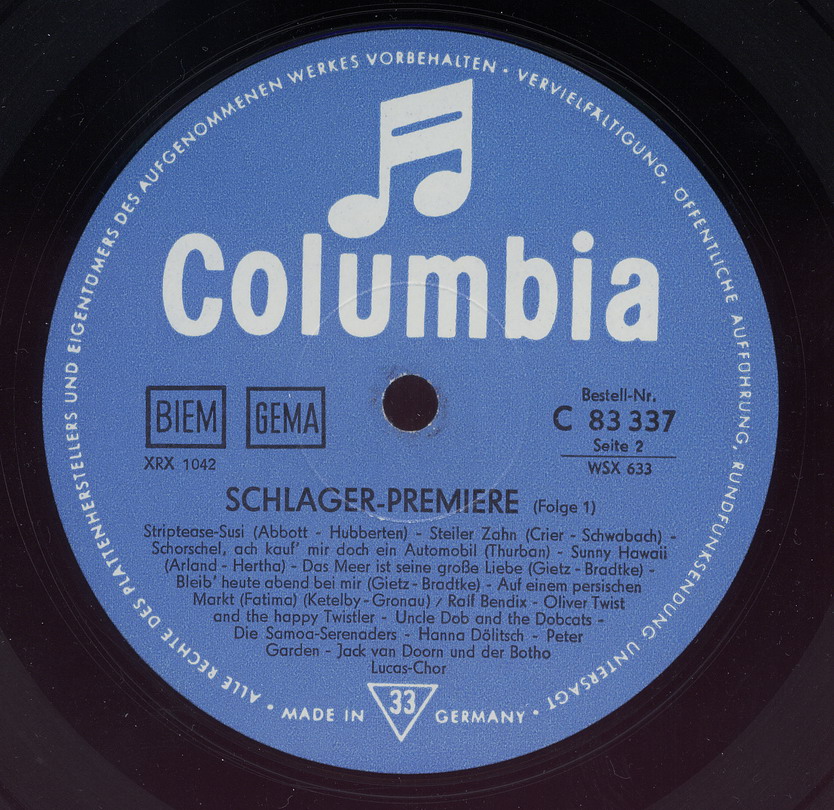 ALLE RECHTE DES PLATTENHERSTELLERS UND EIGENTÜMERS DES AUFGENOMMENEN WERKES VORBEHALTEN • VERVIELFÄLTIGUNG, ÖFFENTLICHE AUFFÜHRUNG, RUNDFUNKSENDUNG UNTERSAGT •
Columbia
BIEM GEMA
XRX 1042
Bestell-Nr.
C 83 337
Seite 2
WSX 633
SCHLAGER-PREMIERE (Folge 1)
Striptease-Susi (Abbott - Hubberten) - Steiler Zahn (Crier - Schwabach) -
Schorschel, ach kauf' mir doch ein Automobil (Thurban) - Sunny Hawaii
(Arland - Hertha) - Das Meer ist seine große Liebe (Gietz - Bradtke) -
Bleib' heute abend bei mir (Gietz - Bradtke) - Auf einem persischen
Markt (Fatima) (Ketelby - Gronau) / Ralf Bendix - Oliver Twist
and the happy Twistler - Uncle Dob and the Dobcats -
Die Samoa-Serenaders - Hanna Dölitsch - Peter
Garden - Jack van Doorn und der Botho
Lucas-Chor
33
• MADE IN GERMANY •